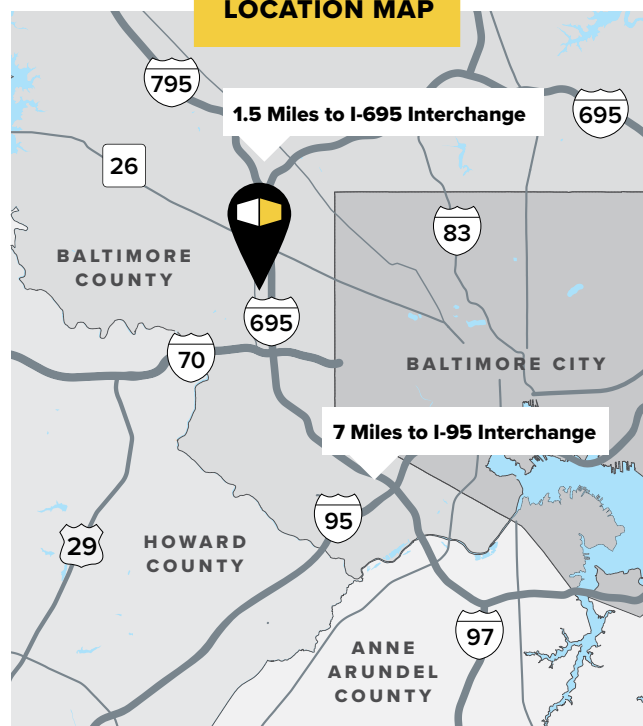 LOCATION MAP
795
1.5 Miles to I-695 Interchange
695
26
83
BALTIMORE
COUNTY
695
70
BALTIMORE CITY
7 Miles to I-95 Interchange
95
29
HOWARD
COUNTY
97
ANNE
ARUNDEL
COUNTY